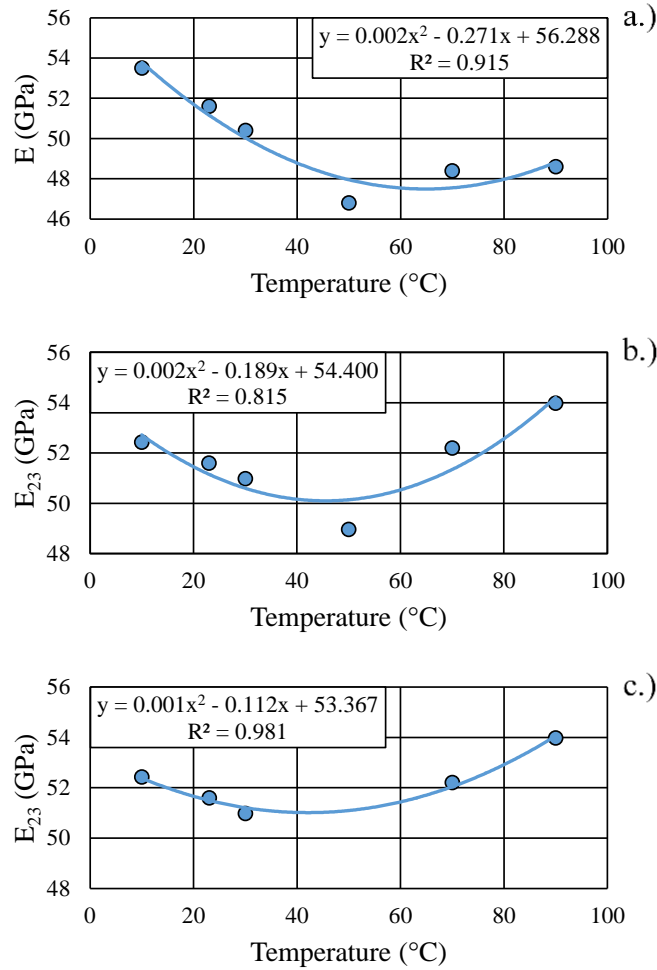 a.)
y = 0.002x² - 0.271x + 56.288
R² = 0.915
E (GPa)
56
54
52
50
48
46
0 20 40 60 80 100
Temperature (°C)
b.)
y = 0.002x² - 0.189x + 54.400
R² = 0.815
E₂₃ (GPa)
56
54
52
50
48
0 20 40 60 80 100
Temperature (°C)
c.)
y = 0.001x² - 0.112x + 53.367
R² = 0.981
E₂₃ (GPa)
56
54
52
50
48
0 20 40 60 80 100
Temperature (°C)